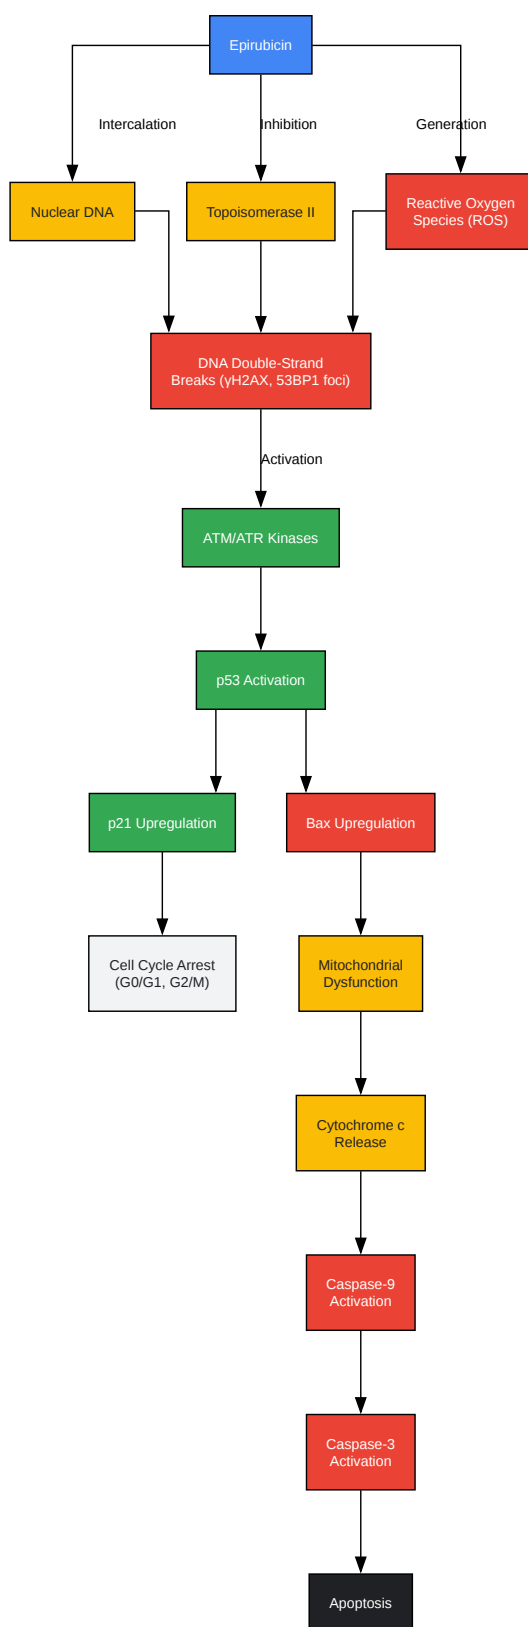 Epirubicin
Intercalation
Inhibition
Generation
Nuclear DNA
Topoisomerase II
Reactive Oxygen
Species (ROS)
DNA Double-Strand
Breaks (γH2AX, 53BP1 foci)
Activation
ATM/ATR Kinases
p53 Activation
p21 Upregulation
Bax Upregulation
Cell Cycle Arrest
(G0/G1, G2/M)
Mitochondrial
Dysfunction
Cytochrome c
Release
Caspase-9
Activation
Caspase-3
Activation
Apoptosis